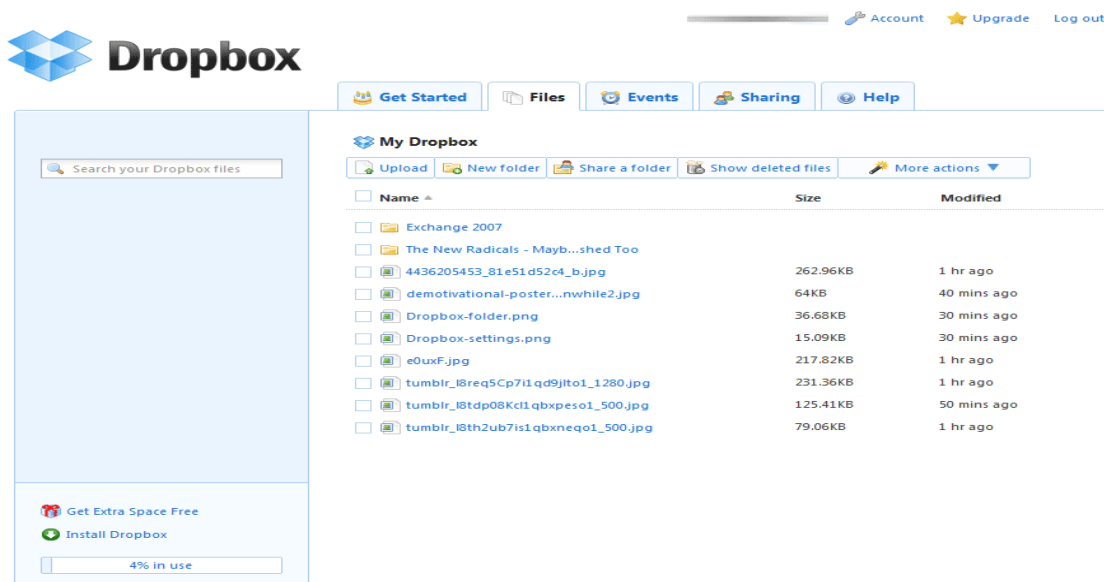 Account Upgrade Log out
Dropbox
Get Started Files Events Sharing Help
My Dropbox
Search your Dropbox files
Upload New folder Share a folder Show deleted files More actions
Name Size Modified
Exchange 2007
The New Radicals - Mayb...shed Too
4436205453_81e51d52c4_b.jpg 262.96KB 1 hr ago
demotivational-poster...nwhile2.jpg 64KB 40 mins ago
Dropbox-folder.png 36.68KB 30 mins ago
Dropbox-settings.png 15.09KB 30 mins ago
e0uxF.jpg 217.82KB 1 hr ago
tumblr_l8req5Cp7i1qd9jlto1_1280.jpg 231.36KB 1 hr ago
tumblr_l8tdp08Kcl1qbxpeso1_500.jpg 125.41KB 50 mins ago
tumblr_l8th2ub7is1qbxneqo1_500.jpg 79.06KB 1 hr ago
Get Extra Space Free
Install Dropbox
4% in use